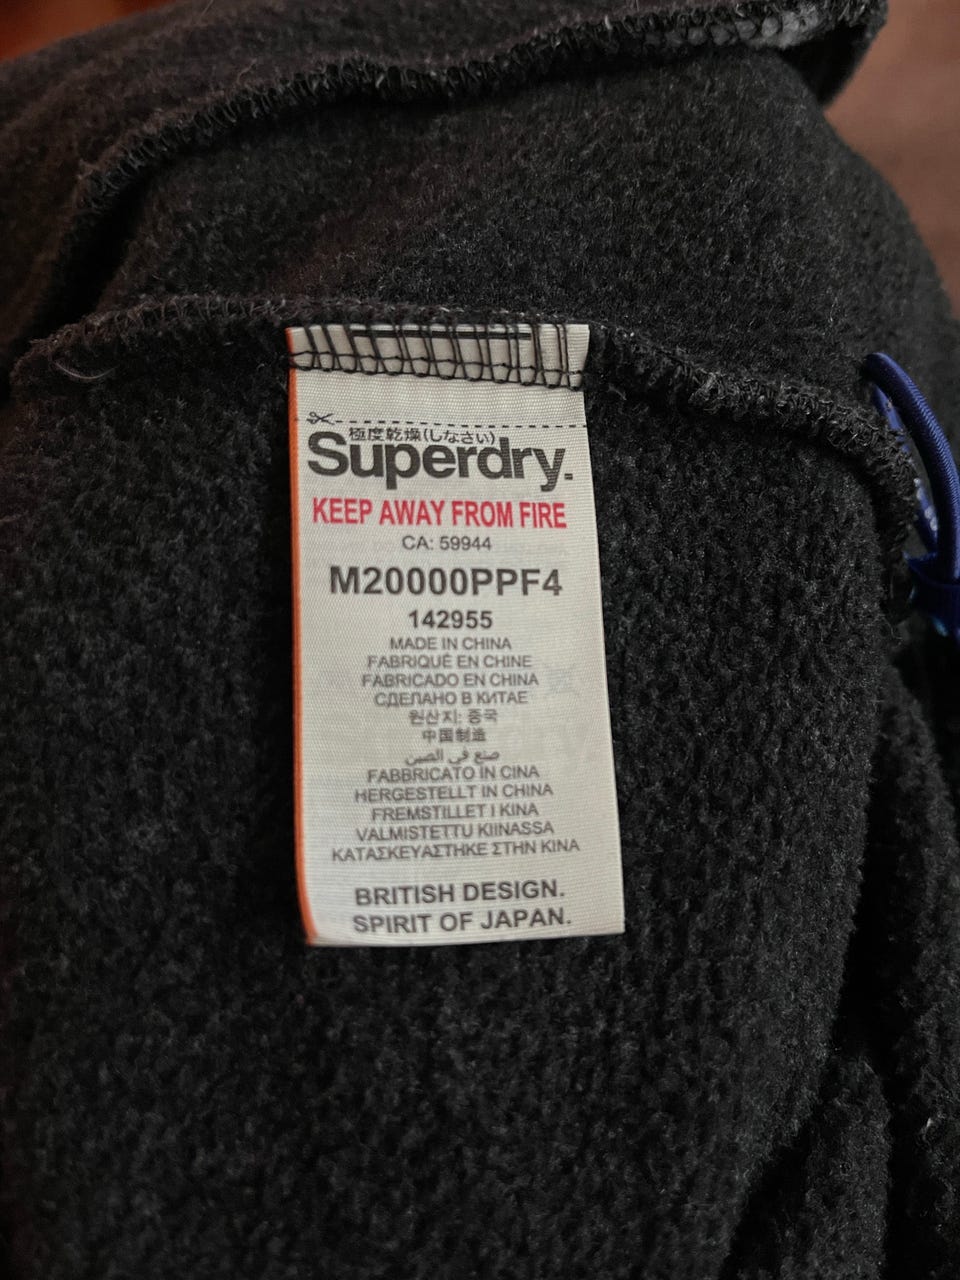 極度乾燥(しなさい)
Superdry.
KEEP AWAY FROM FIRE
CA: 59944
M20000PPF4
142955
MADE IN CHINA
FABRIQUÉ EN CHINE
FABRICADO EN CHINA
СДЕЛАНО В КИТАЕ
원산지: 중국
中国制造
صنع في الصين
FABBRICATO IN CINA
HERGESTELLT IN CHINA
FREMSTILLET I KINA
VALMISTETTU KIINASSA
ΚΑΤΑΣΚΕΥΑΣΤΗΚΕ ΣΤΗΝ ΚΙΝΑ
BRITISH DESIGN.
SPIRIT OF JAPAN.